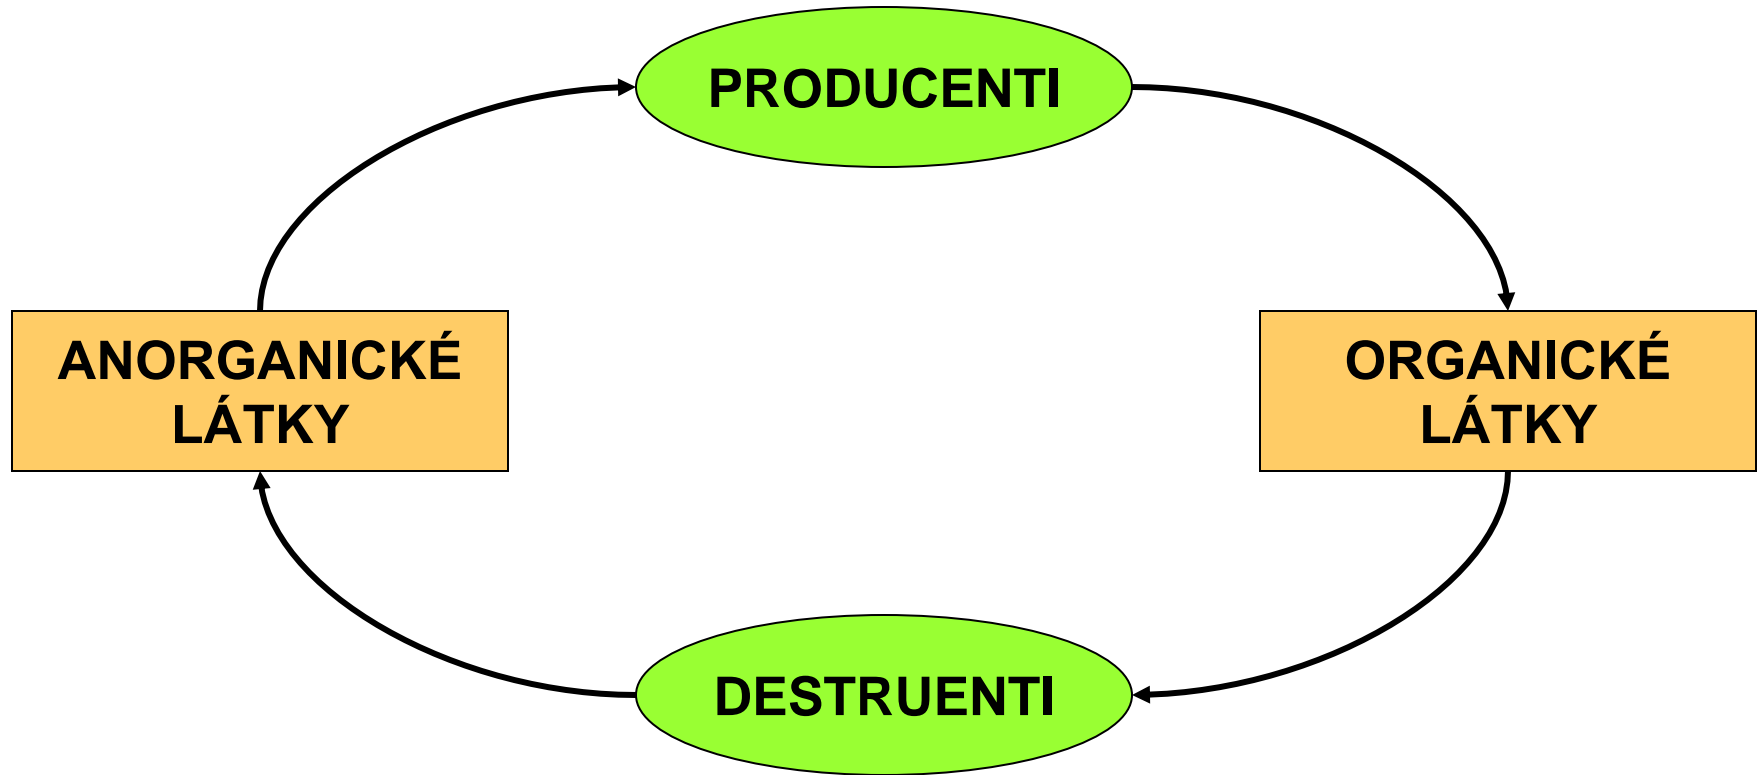 PRODUCENTI
ANORGANICKÉ
LÁTKY
ORGANICKÉ
LÁTKY
DESTRUENTI